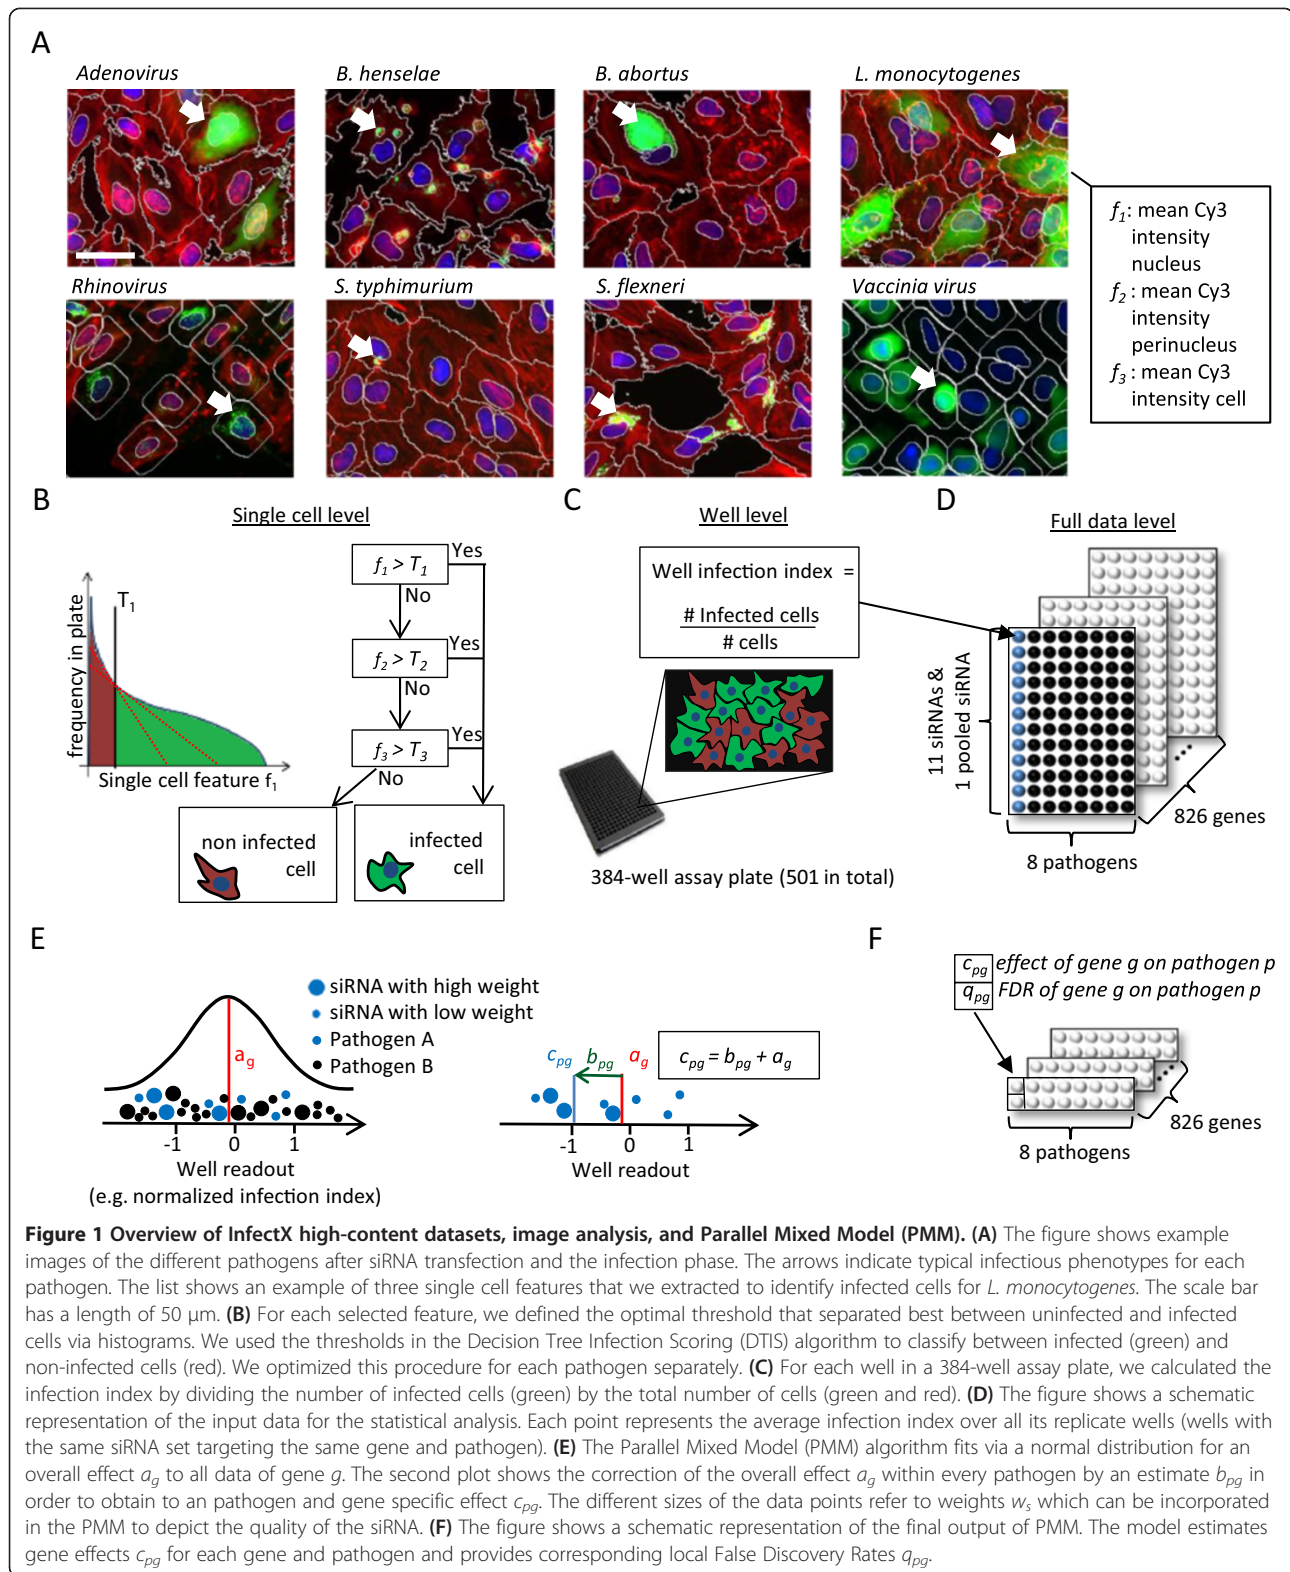 A
Adenovirus
B. henselae
B. abortus
L. monocytogenes
Rhinovirus
S. typhimurium
S. flexneri
Vaccinia virus
f1: mean Cy3
intensity
nucleus
f2: mean Cy3
intensity
perinucleus
f3: mean Cy3
intensity cell
B
Single cell level
T1
frequency in plate
Single cell feature f1
f1 > T1
Yes
No
f2 > T2
Yes
No
f3 > T3
Yes
No
non infected
cell
infected
cell
C
Well level
Well infection index =
# Infected cells
# cells
384-well assay plate (501 in total)
D
Full data level
11 siRNAs &
1 pooled siRNA
8 pathogens
826 genes
E
siRNA with high weight
siRNA with low weight
Pathogen A
Pathogen B
ag
-1 0 1
Well readout
(e.g. normalized infection index)
cpg bpg ag
cpg = bpg + ag
-1 0 1
Well readout
F
cpg effect of gene g on pathogen p
qpg FDR of gene g on pathogen p
8 pathogens
826 genes
Figure 1 Overview of InfectX high-content datasets, image analysis, and Parallel Mixed Model (PMM). (A) The figure shows example
images of the different pathogens after siRNA transfection and the infection phase. The arrows indicate typical infectious phenotypes for each
pathogen. The list shows an example of three single cell features that we extracted to identify infected cells for L. monocytogenes. The scale bar
has a length of 50 μm. (B) For each selected feature, we defined the optimal threshold that separated best between uninfected and infected
cells via histograms. We used the thresholds in the Decision Tree Infection Scoring (DTIS) algorithm to classify between infected (green) and
non-infected cells (red). We optimized this procedure for each pathogen separately. (C) For each well in a 384-well assay plate, we calculated the
infection index by dividing the number of infected cells (green) by the total number of cells (green and red). (D) The figure shows a schematic
representation of the input data for the statistical analysis. Each point represents the average infection index over all its replicate wells (wells with
the same siRNA set targeting the same gene and pathogen). (E) The Parallel Mixed Model (PMM) algorithm fits via a normal distribution for an
overall effect ag to all data of gene g. The second plot shows the correction of the overall effect ag within every pathogen by an estimate bpg in
order to obtain to an pathogen and gene specific effect cpg. The different sizes of the data points refer to weights ws which can be incorporated
in the PMM to depict the quality of the siRNA. (F) The figure shows a schematic representation of the final output of PMM. The model estimates
gene effects cpg for each gene and pathogen and provides corresponding local False Discovery Rates qpg.